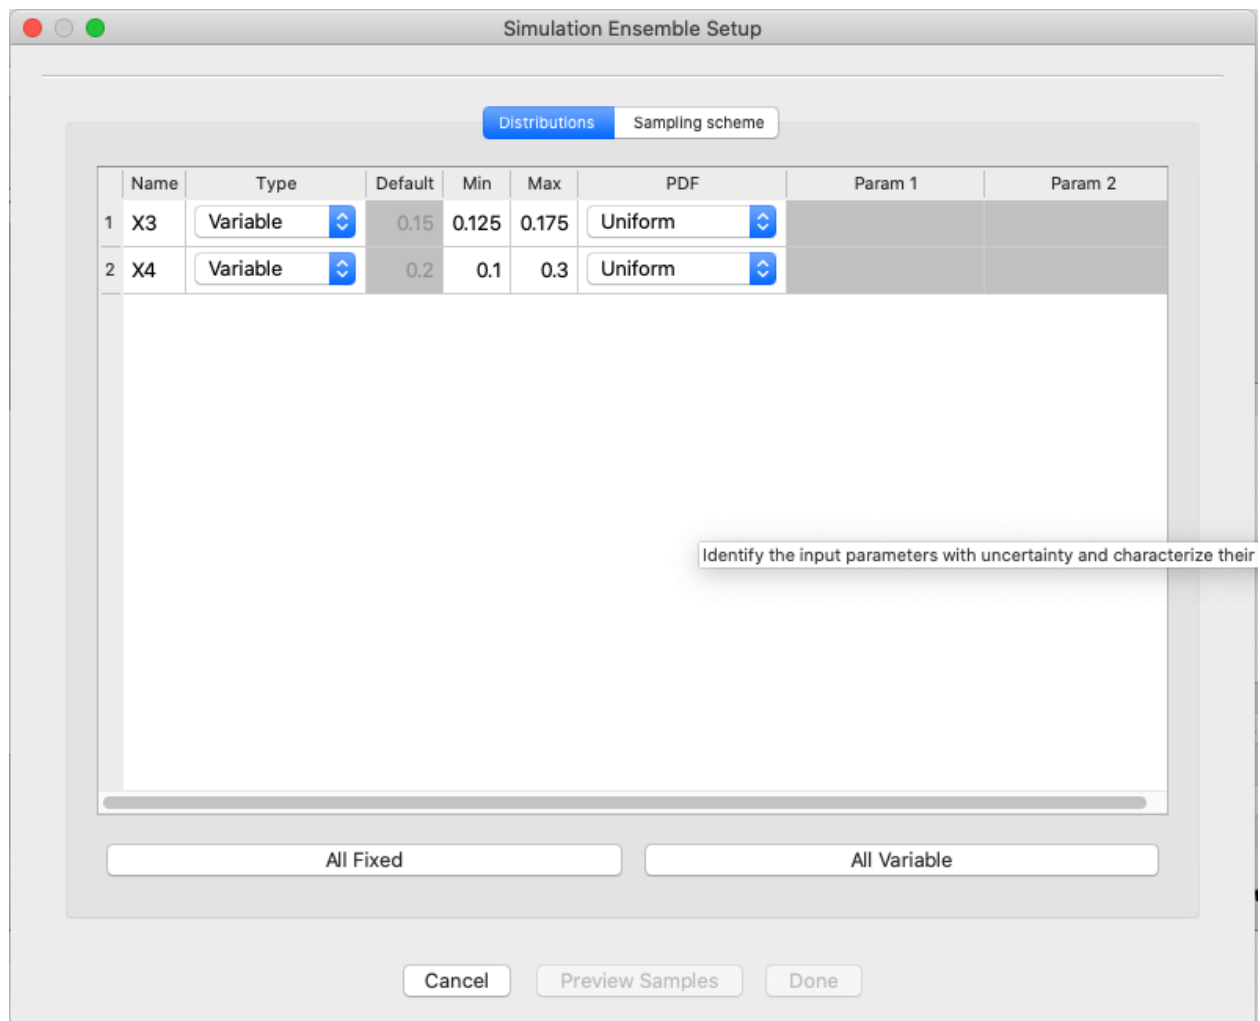 Simulation Ensemble Setup
Distributions Sampling scheme
Name Type Default Min Max PDF Param 1 Param 2
1 X3 Variable 0.15 0.125 0.175 Uniform
2 X4 Variable 0.2 0.1 0.3 Uniform
Identify the input parameters with uncertainty and characterize their
All Fixed All Variable
Cancel Preview Samples Done